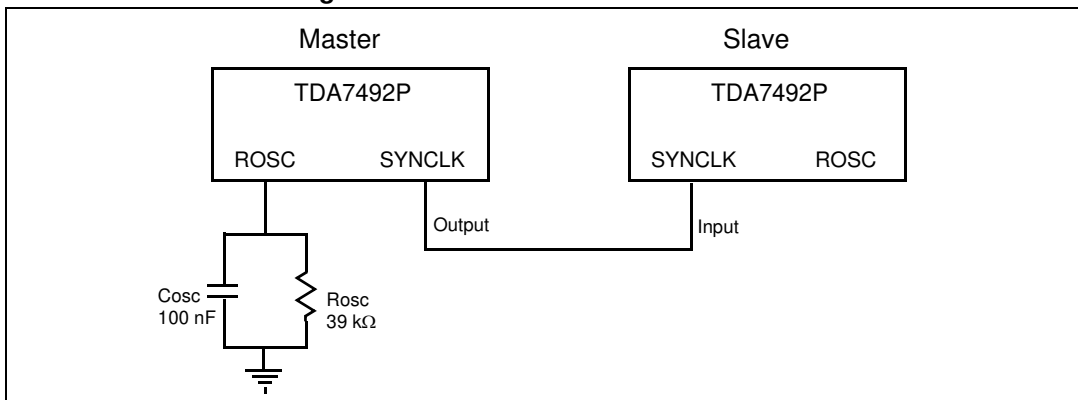 Master
Slave
TDA7492P
TDA7492P
ROSC
SYNCLK
SYNCLK
ROSC
Output
Input
Cosc
100 nF
Rosc
39 kΩ